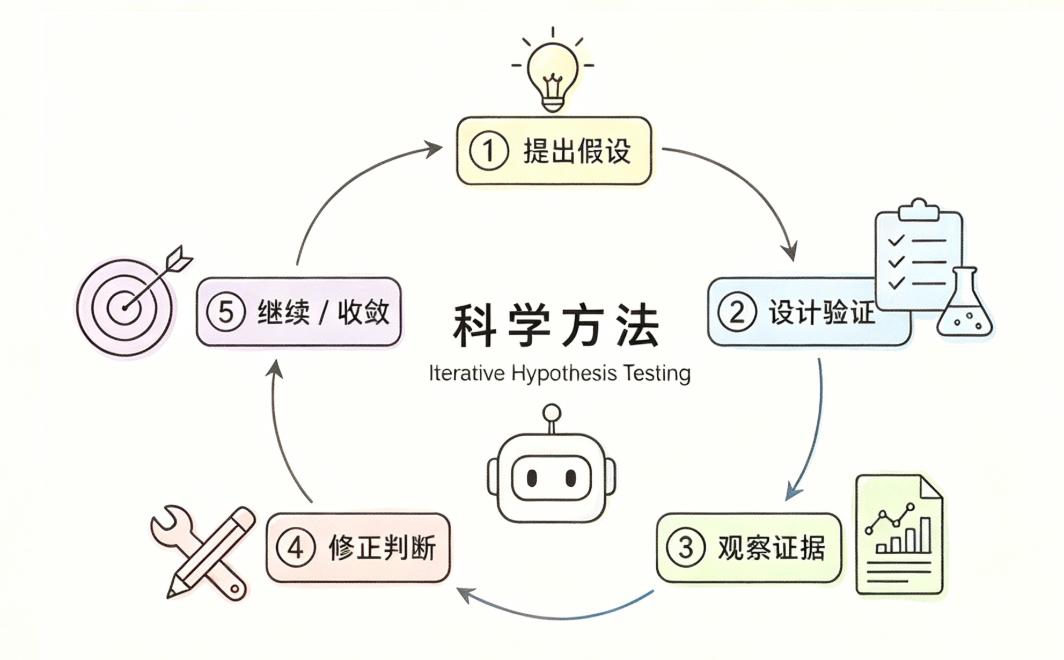 ① 提出假设
② 设计验证
③ 观察证据
④ 修正判断
⑤ 继续 / 收敛
科学方法
Iterative Hypothesis Testing